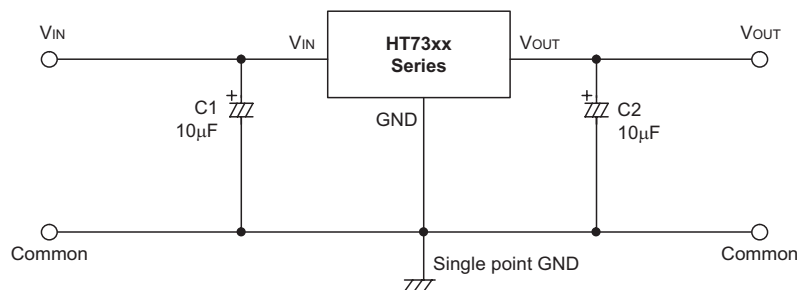 VIN
VIN
HT73xx
Series
VOUT
VOUT
+
C1
10μF
GND
+
C2
10μF
Common
Single point GND
Common